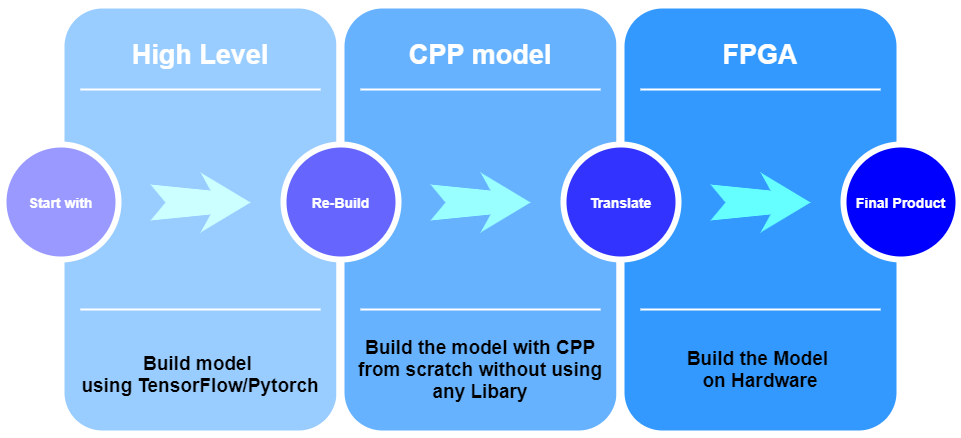 High Level
CPP model
FPGA
Start with
Re-Build
Translate
Final Product
Build model
using TensorFlow/Pytorch
Build the model with CPP
from scratch without using
any Libary
Build the Model
on Hardware